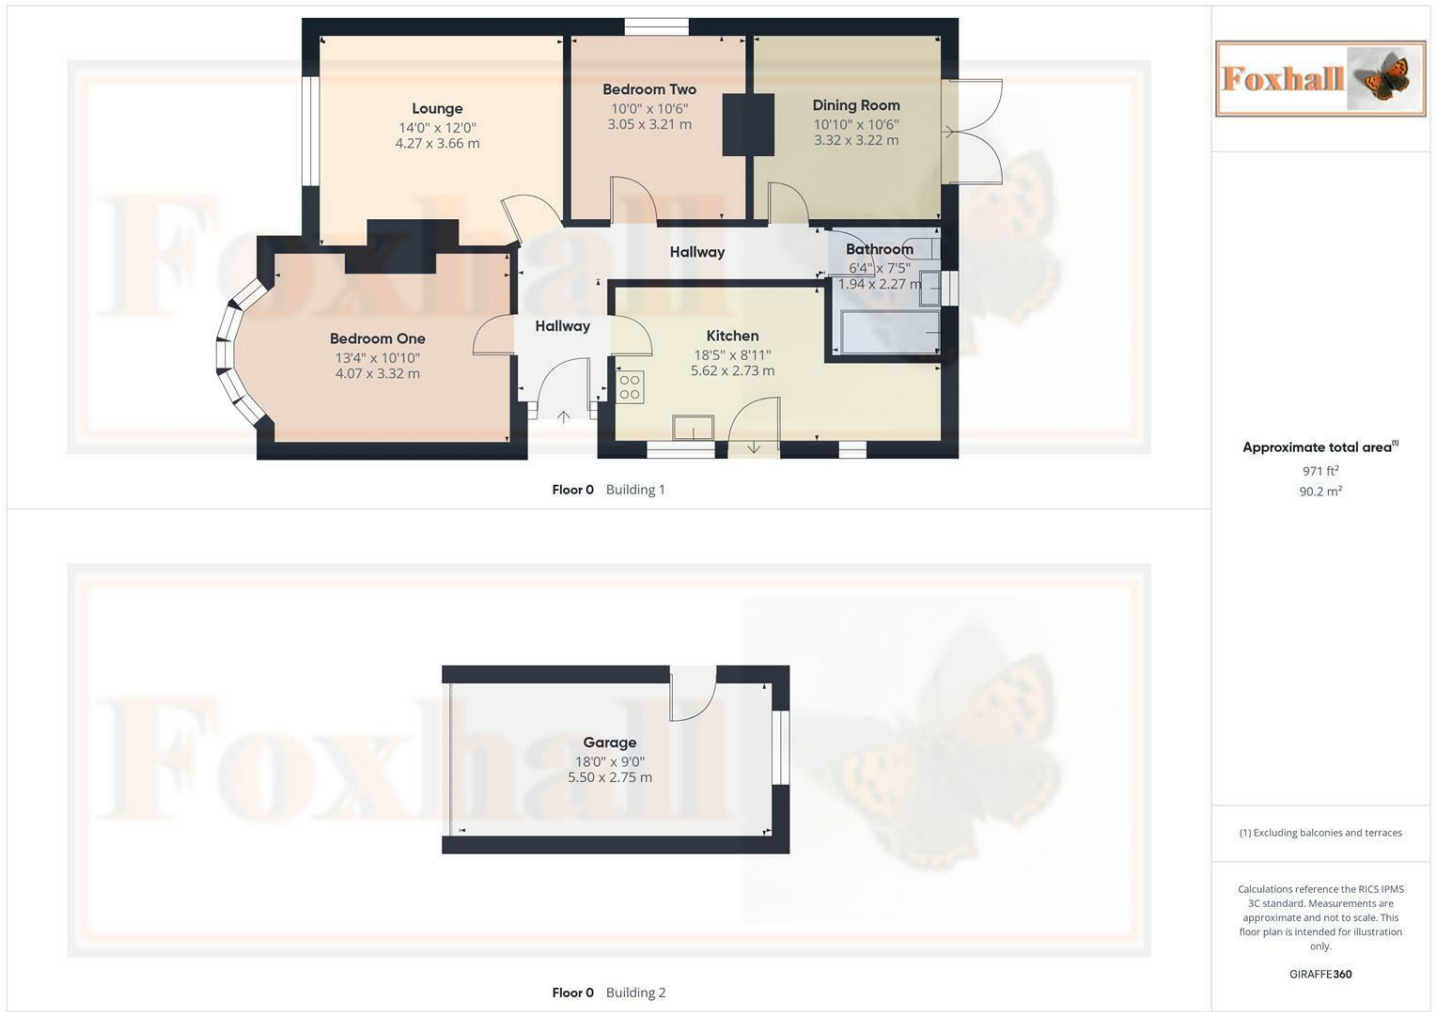 Lounge
14'0" x 12'0"
4.27 x 3.66 m
Bedroom Two
10'0" x 10'6"
3.05 x 3.21 m
Dining Room
10'10" x 10'6"
3.32 x 3.22 m
Hallway
Bathroom
6'4" x 7'5"
1.94 x 2.27 m
Bedroom One
13'4" x 10'10"
4.07 x 3.32 m
Hallway
Kitchen
18'5" x 8'11"
5.62 x 2.73 m
Foxhall
Floor 0 Building 1
Garage
18'0" x 9'0"
5.50 x 2.75 m
Foxhall
Floor 0 Building 2
Foxhall
Approximate total area(1)
971 ft²
90.2 m²
(1) Excluding balconies and terraces
Calculations reference the RICS IPMS
3C standard. Measurements are
approximate and not to scale. This
floor plan is intended for illustration
only.
GIRAFFE360